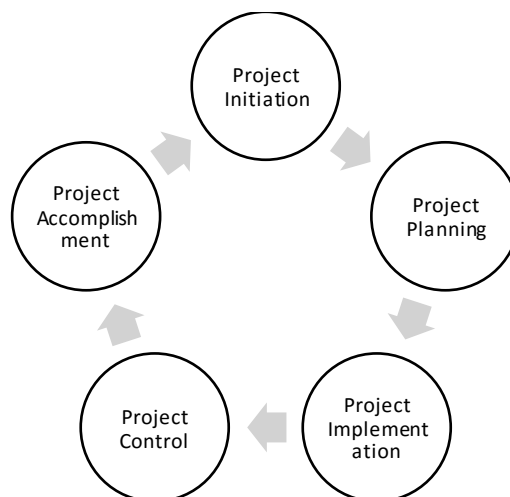 Project
Initiation
Project
Planning
Project
Implement
ation
Project
Control
Project
Accomplish
ment